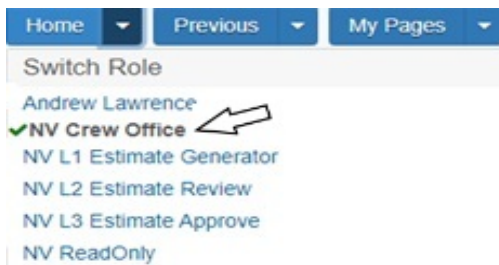 Home Previous My Pages
Switch Role
Andrew Lawrence
NV Crew Office
NV L1 Estimate Generator
NV L2 Estimate Review
NV L3 Estimate Approve
NV ReadOnly